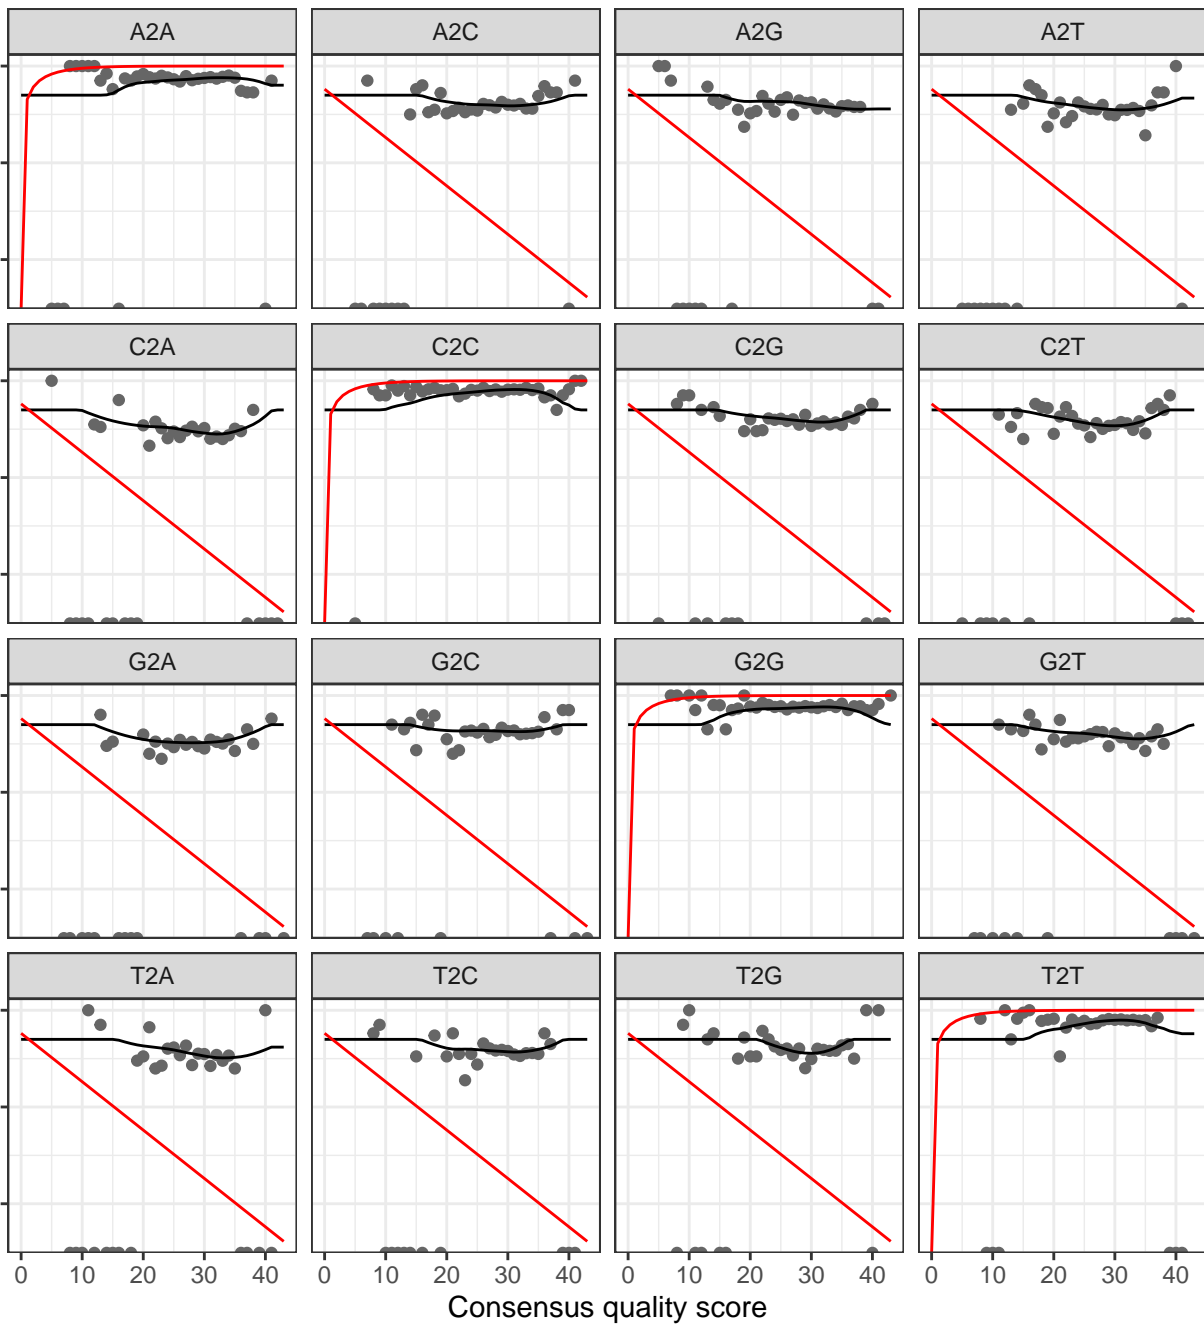 A2A A2C A2G A2T
C2A C2C C2G C2T
G2A G2C G2G G2T
T2A T2C T2G T2T
0 10 20 30 40 0 10 20 30 40 0 10 20 30 40 0 10 20 30 40
Consensus quality score